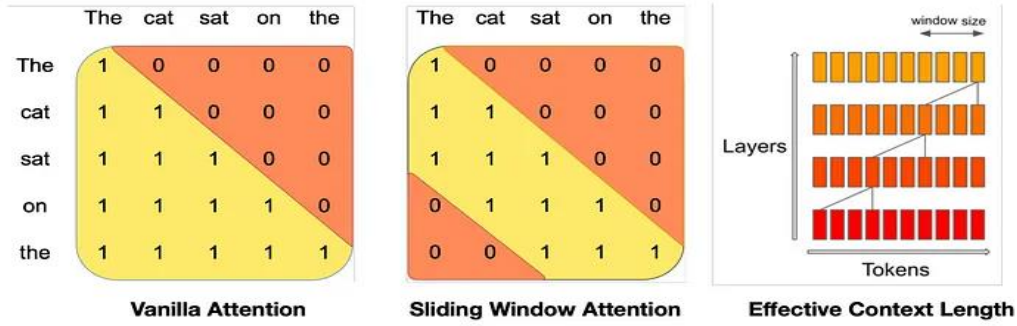 The cat sat on the
The 1 0 0 0 0
cat 1 1 0 0 0
sat 1 1 1 0 0
on 1 1 1 1 0
the 1 1 1 1 1
Vanilla Attention
The cat sat on the
1 0 0 0 0
1 1 0 0 0
1 1 1 0 0
0 1 1 1 0
0 0 1 1 1
Sliding Window Attention
window size
Layers
Tokens
Effective Context Length